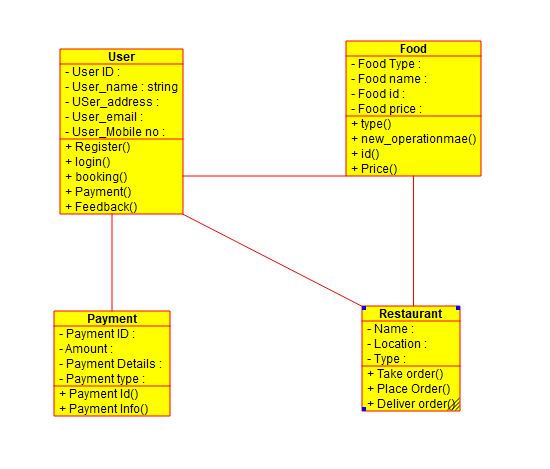 User
- User ID :
- User_name : string
- USer_address :
- User_email :
- User_Mobile no :
+ Register()
+ login()
+ booking()
+ Payment()
+ Feedback()
Food
- Food Type :
- Food name :
- Food id :
- Food price :
+ type()
+ new_operationmae()
+ id()
+ Price()
Payment
- Payment ID :
- Amount :
- Payment Details :
- Payment type :
+ Payment Id()
+ Payment Info()
Restaurant
- Name :
- Location :
- Type :
+ Take order()
+ Place Order()
+ Deliver order()